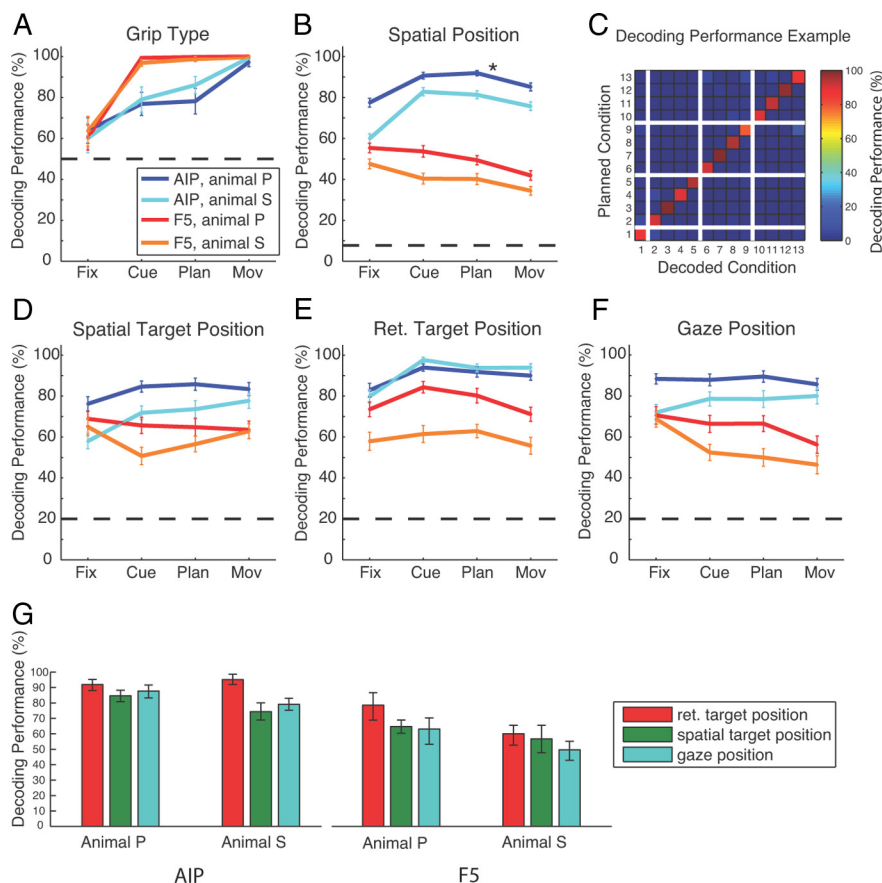 A
Grip Type
Decoding Performance (%)
100
80
60
40
20
0
Fix Cue Plan Mov
AIP, animal P
AIP, animal S
F5, animal P
F5, animal S
B
Spatial Position
Decoding Performance (%)
100
80
60
40
20
0
*
Fix Cue Plan Mov
C
Decoding Performance Example
Planned Condition
13
12
11
10
9
8
7
6
5
4
3
2
1
1 2 3 4 5 6 7 8 9 10 11 12 13
Decoded Condition
100
80
60
40
20
0
Decoding Performance (%)
D
Spatial Target Position
Decoding Performance (%)
100
80
60
40
20
0
Fix Cue Plan Mov
E
Ret. Target Position
Decoding Performance (%)
100
80
60
40
20
0
Fix Cue Plan Mov
F
Gaze Position
Decoding Performance (%)
100
80
60
40
20
0
Fix Cue Plan Mov
G
Decoding Performance (%)
100
90
80
70
60
50
40
30
20
10
0
Animal P Animal S Animal P Animal S
AIP F5
ret. target position
spatial target position
gaze position